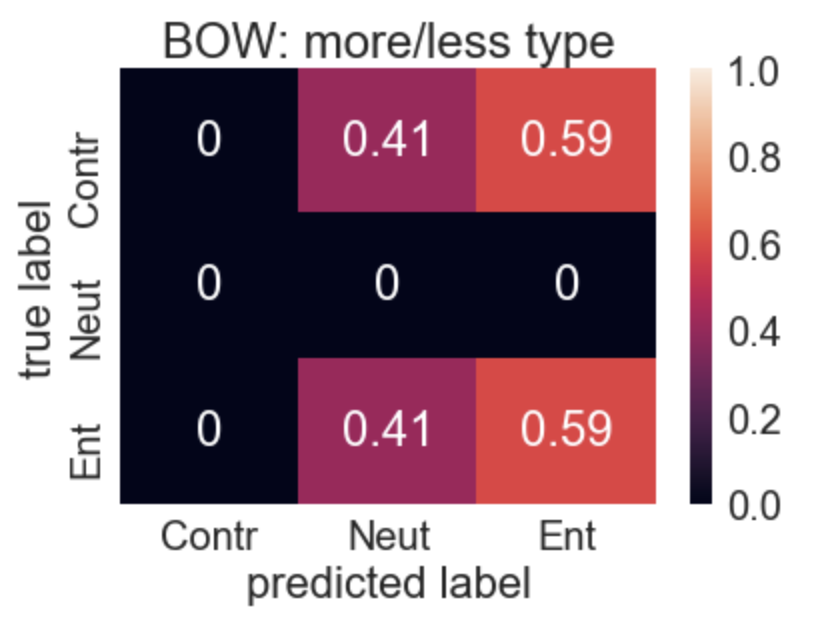 BOW: more/less type
true label
Contr
Neut
Ent
0 0.41 0.59
0 0 0
0 0.41 0.59
Contr Neut Ent
predicted label
1.0
0.8
0.6
0.4
0.2
0.0